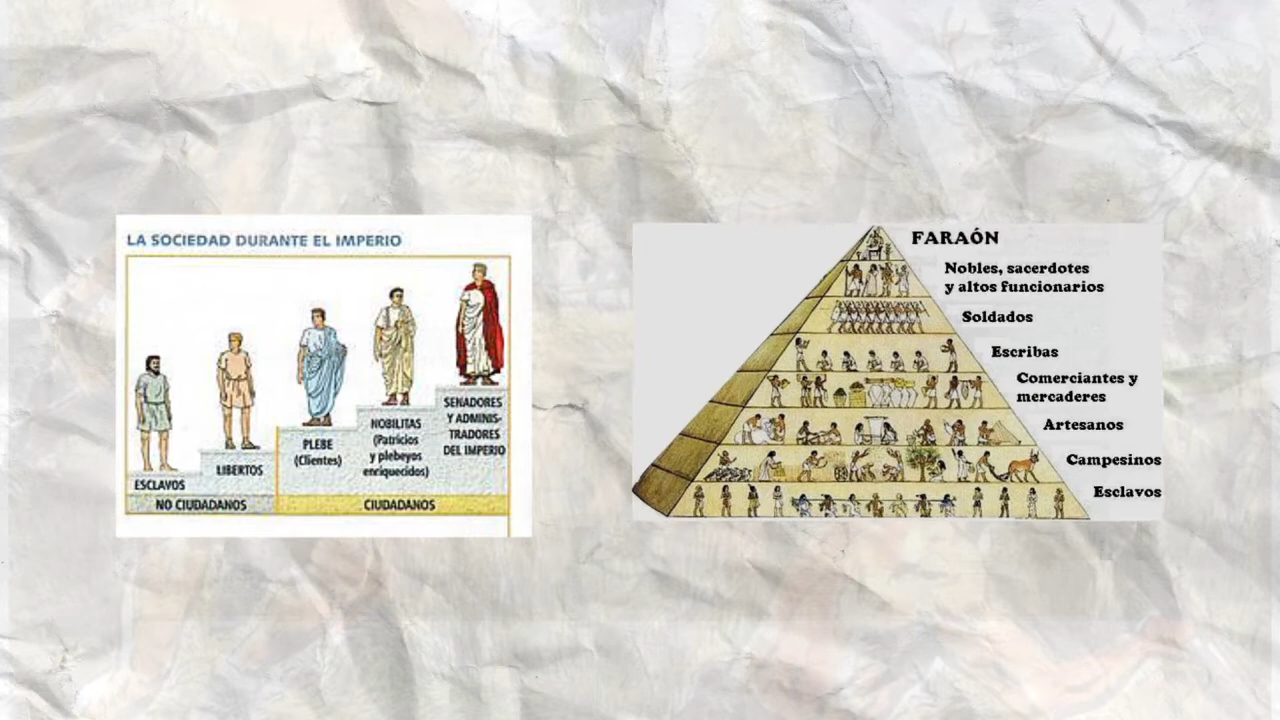 LA SOCIEDAD DURANTE EL IMPERIO
ESCLAVOS
LIBERTOS
PLEBE
(Clientes)
NOBILITAS
(Patricios
y plebeyos
enriquecidos)
SENADORES
Y ADMINIS-
TRADORES
DEL IMPERIO
NO CIUDADANOS
CIUDADANOS
FARAÓN
Nobles, sacerdotes
y altos funcionarios
Soldados
Escribas
Comerciantes y
mercaderes
Artesanos
Campesinos
Esclavos